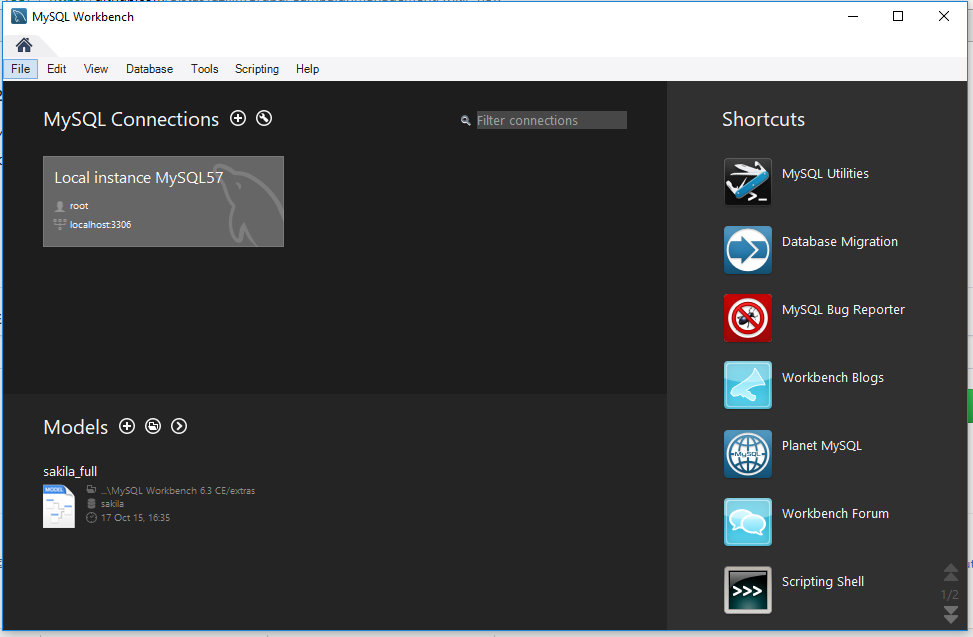 MySQL Workbench
File Edit View Database Tools Scripting Help
MySQL Connections
Filter connections
Local instance MySQL57
root
localhost:3306
Models
sakila_full
MODEL
...\MySQL Workbench 6.3 CE/extras
sakila
17 Oct 15, 16:35
Shortcuts
MySQL Utilities
Database Migration
MySQL Bug Reporter
Workbench Blogs
MySQL
Planet MySQL
Workbench Forum
>>>
Scripting Shell
1/2